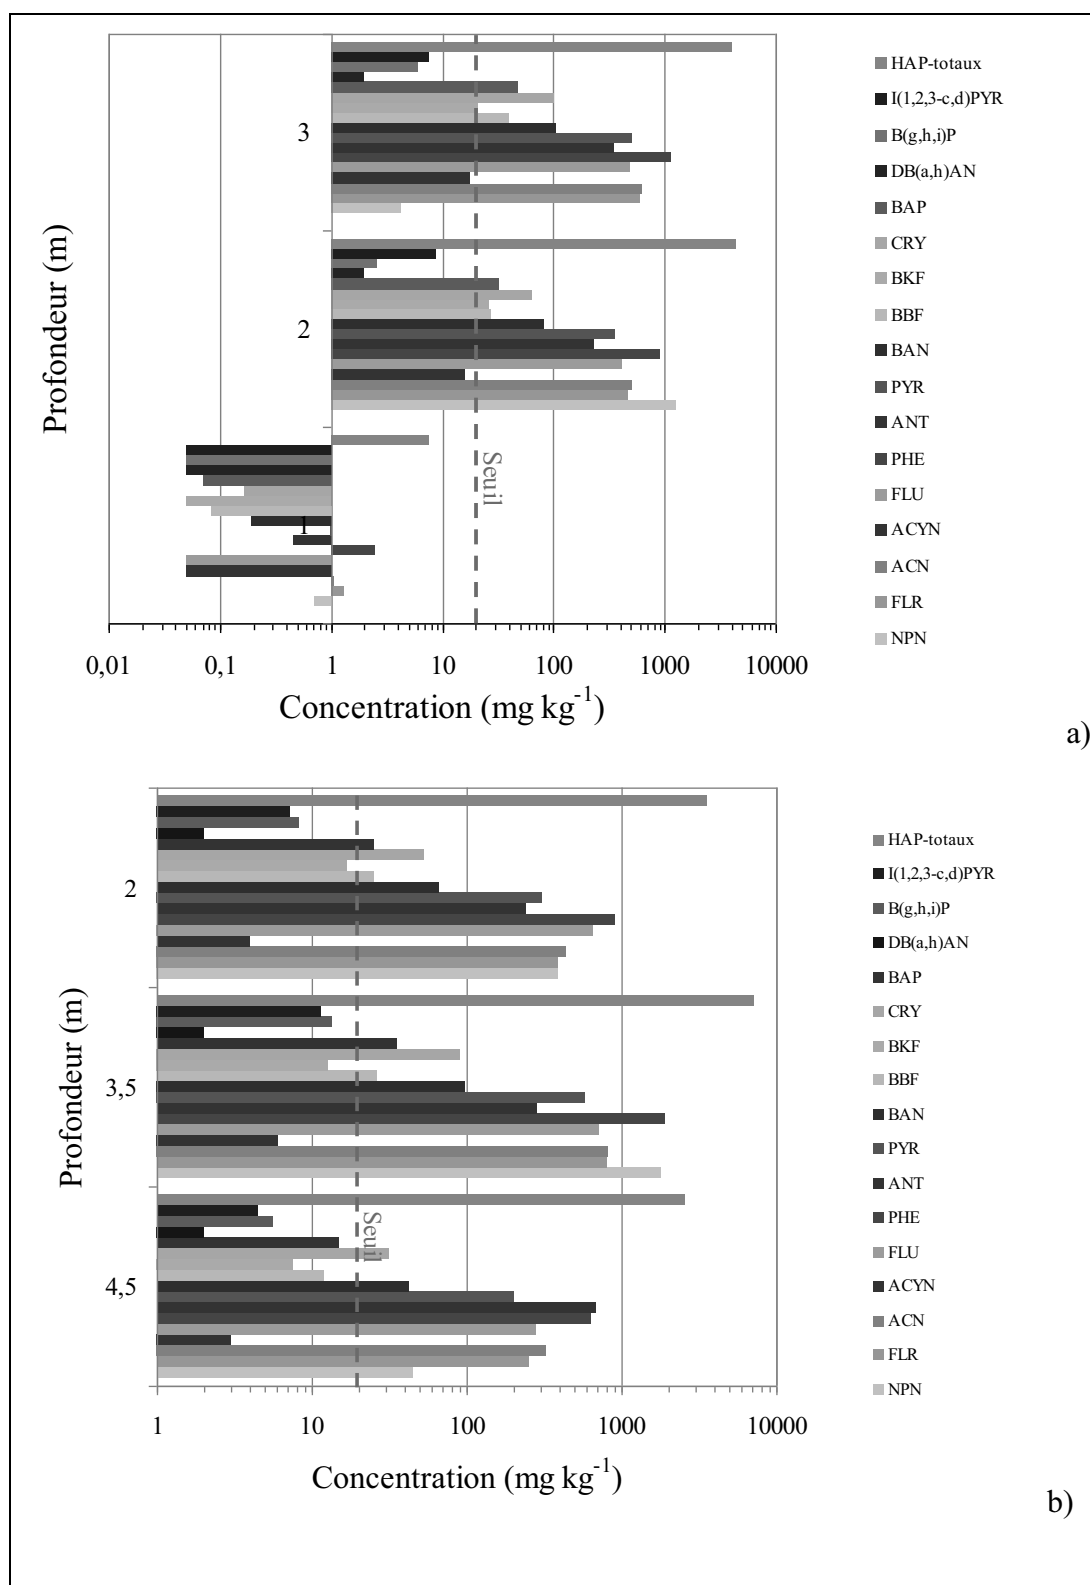 Profondeur (m)
3
2
1
Seuil
0,01 0,1 1 10 100 1000 10000
Concentration (mg kg-1)
HAP-totaux
I(1,2,3-c,d)PYR
B(g,h,i)P
DB(a,h)AN
BAP
CRY
BKF
BBF
BAN
PYR
ANT
PHE
FLU
ACYN
ACN
FLR
NPN
a)
Profondeur (m)
2
3,5
4,5
Seuil
1 10 100 1000 10000
Concentration (mg kg-1)
HAP-totaux
I(1,2,3-c,d)PYR
B(g,h,i)P
DB(a,h)AN
BAP
CRY
BKF
BBF
BAN
PYR
ANT
PHE
FLU
ACYN
ACN
FLR
NPN
b)